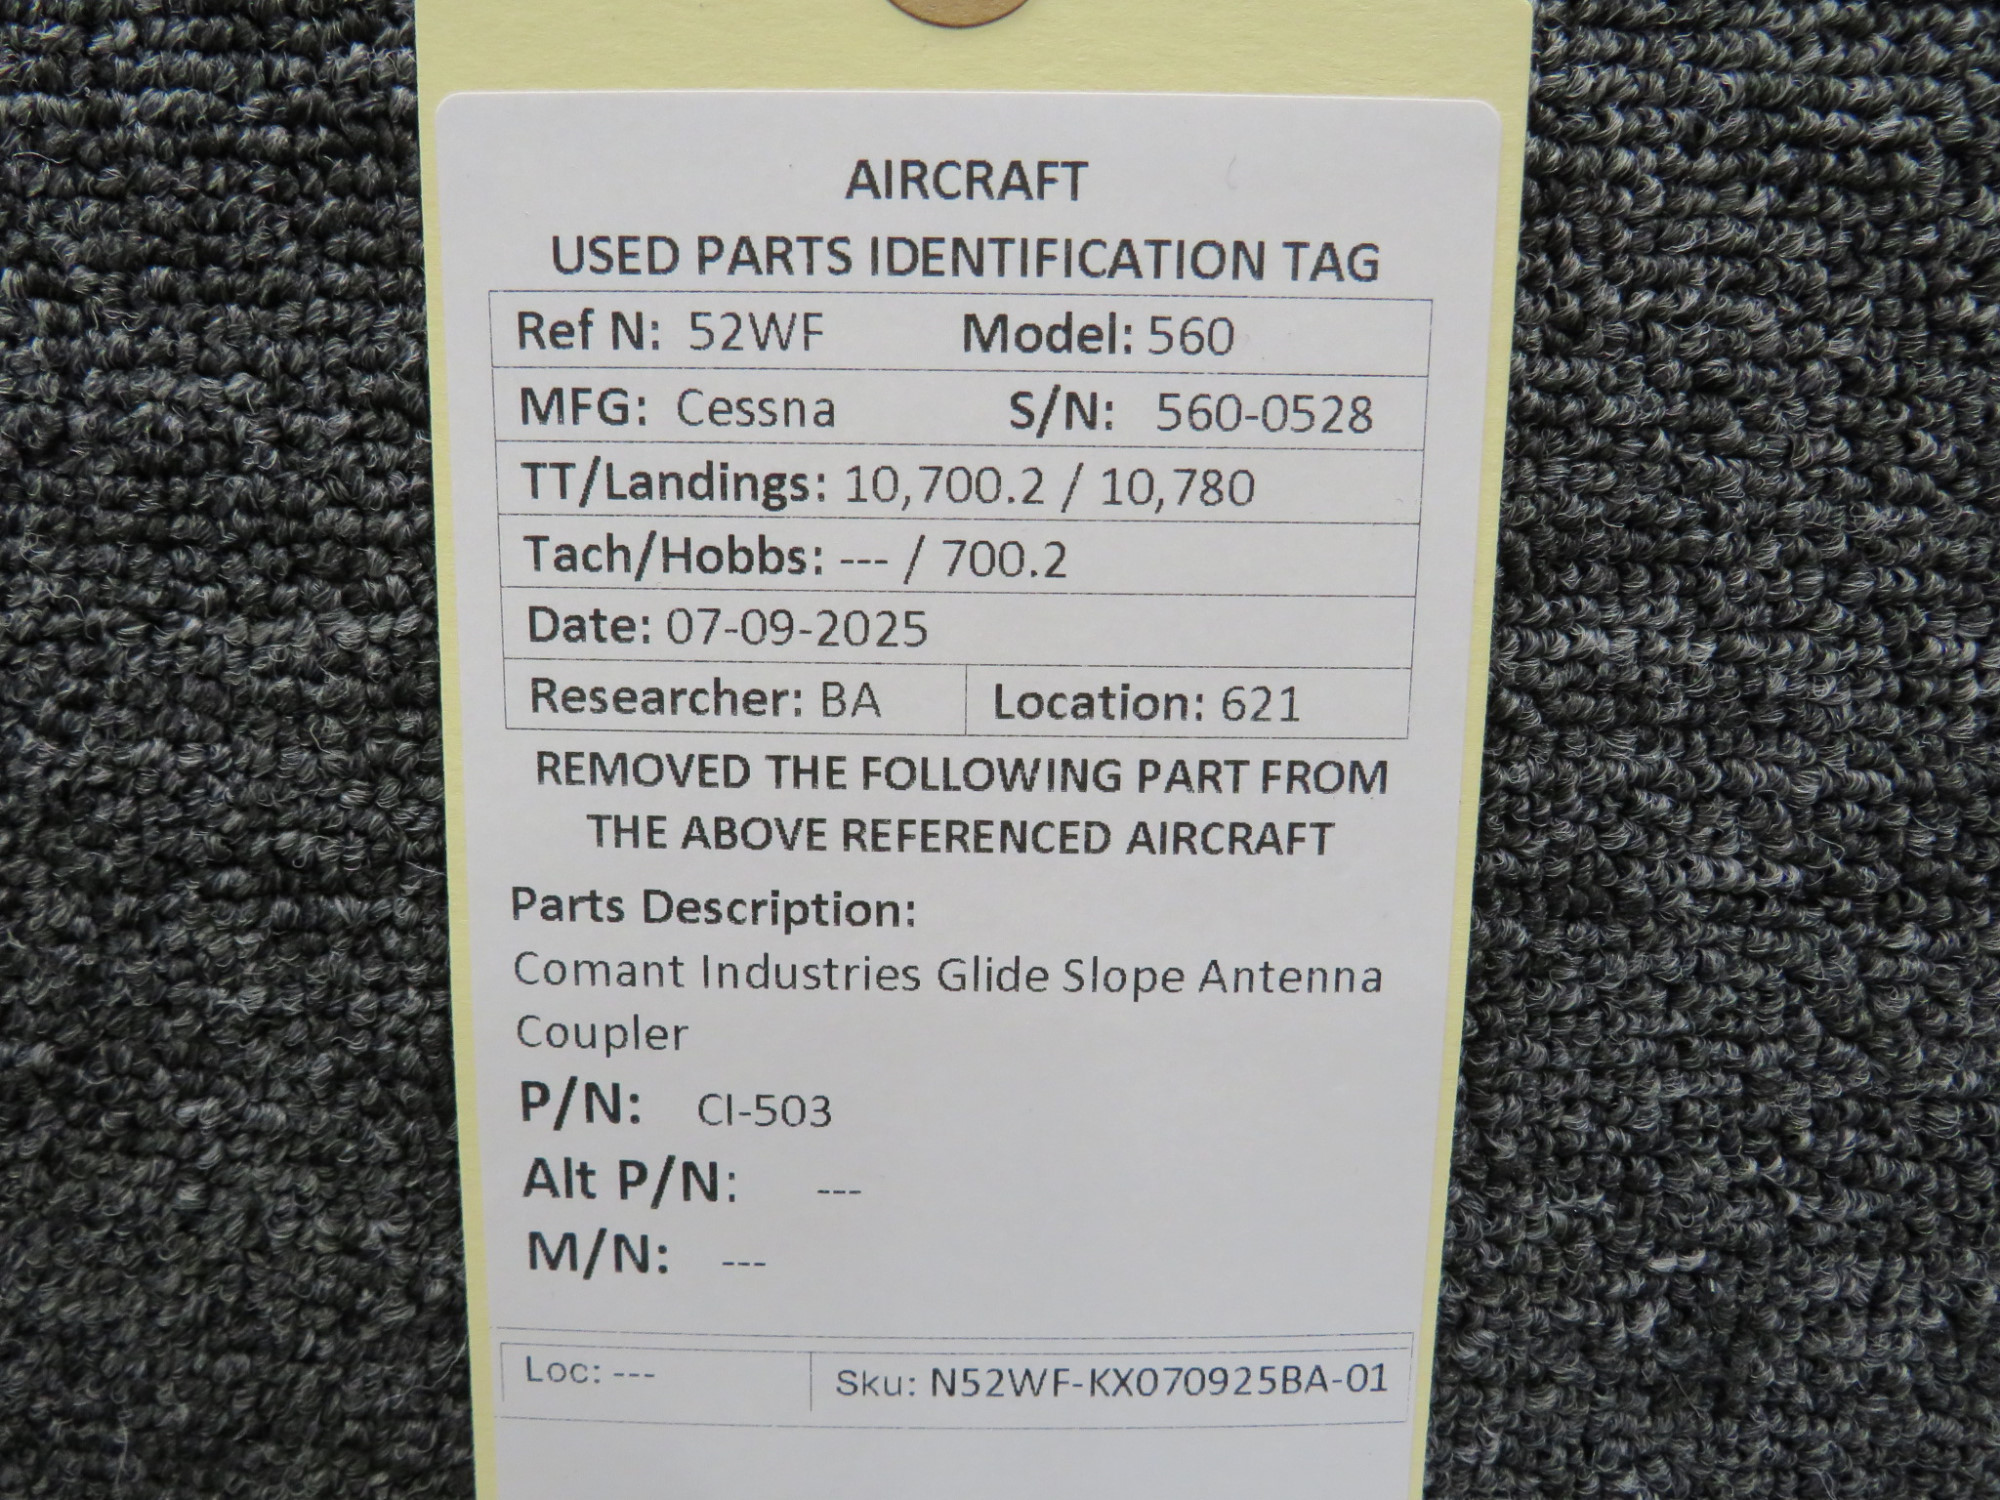 AIRCRAFT
USED PARTS IDENTIFICATION TAG
Ref N: 52WF Model: 560
MFG: Cessna S/N: 560-0528
TT/Landings: 10,700.2 / 10,780
Tach/Hobbs: --- / 700.2
Date: 07-09-2025
Researcher: BA Location: 621
REMOVED THE FOLLOWING PART FROM
THE ABOVE REFERENCED AIRCRAFT
Parts Description:
Comant Industries Glide Slope Antenna
Coupler
P/N: CI-503
Alt P/N: ---
M/N: ---
Loc: --- Sku: N52WF-KX070925BA-01